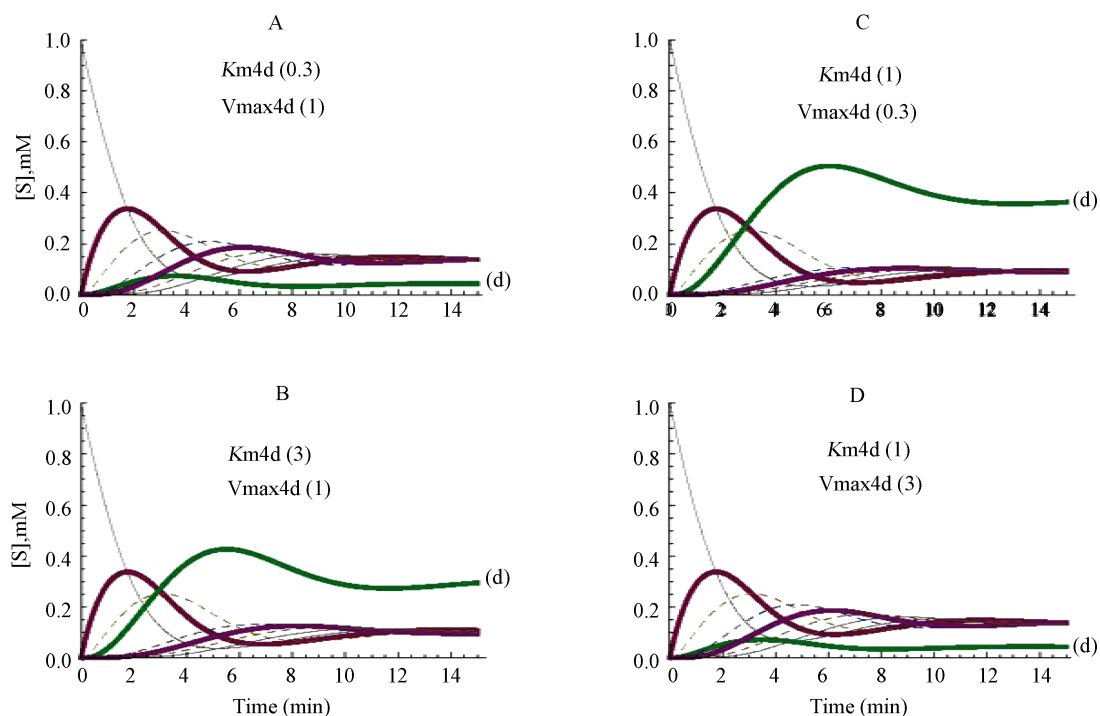 A
1.0
0.8
0.6
0.4
0.2
0.0
[S],mM
Km4d (0.3)
Vmax4d (1)
(d)
0 2 4 6 8 10 12 14
C
1.0
0.8
0.6
0.4
0.2
0.0
Km4d (1)
Vmax4d (0.3)
(d)
0 2 4 6 8 10 12 14
B
1.0
0.8
0.6
0.4
0.2
0.0
[S],mM
Km4d (3)
Vmax4d (1)
(d)
0 2 4 6 8 10 12 14
Time (min)
D
1.0
0.8
0.6
0.4
0.2
0.0
Km4d (1)
Vmax4d (3)
(d)
0 2 4 6 8 10 12 14
Time (min)